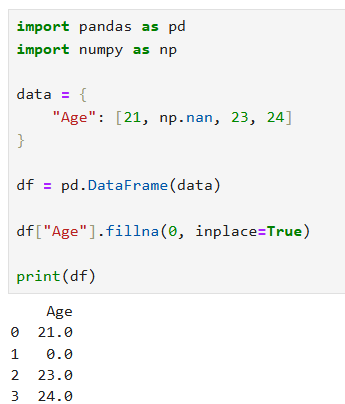 import pandas as pd
import numpy as np
data = {
    "Age": [21, np.nan, 23, 24]
}
df = pd.DataFrame(data)
df["Age"].fillna(0, inplace=True)
print(df)
    Age
0  21.0
1   0.0
2  23.0
3  24.0